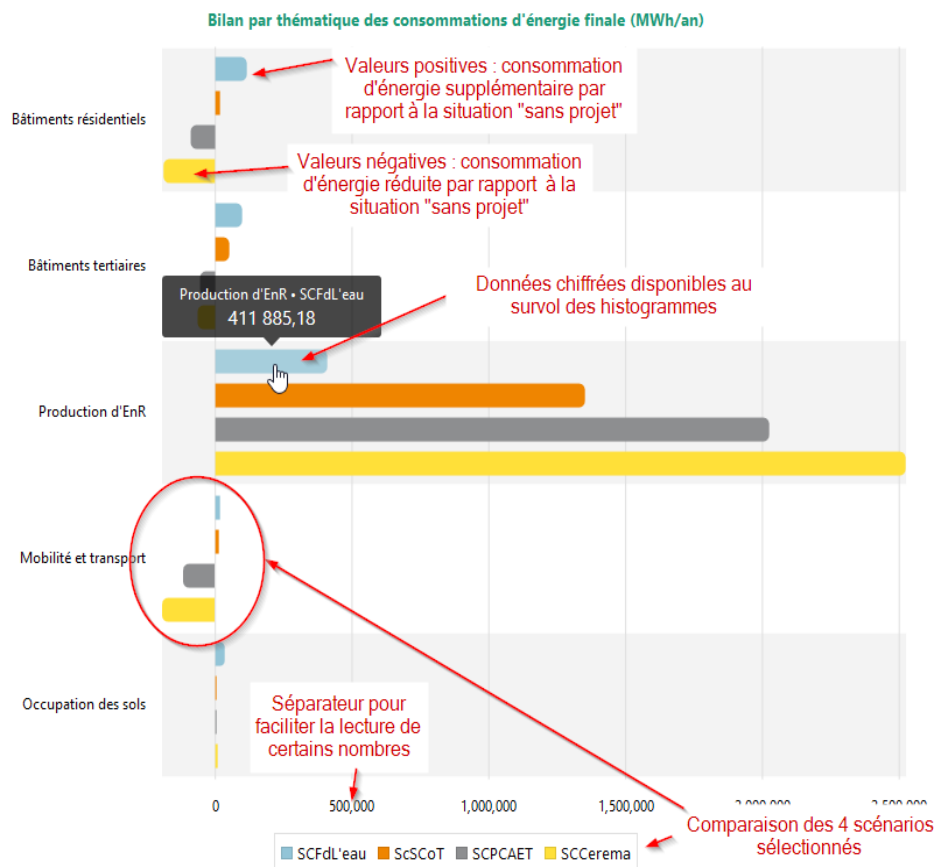 Bilan par thématique des consommations d'énergie finale (MWh/an)
Valeurs positives : consommation
d'énergie supplémentaire par
rapport à la situation "sans projet"
Bâtiments résidentiels
Valeurs négatives : consommation
d'énergie réduite par rapport à la
situation "sans projet"
Bâtiments tertiaires
Production d'EnR • SCFdL'eau
411 885,18
Données chiffrées disponibles au
survol des histogrammes
Production d'EnR
Mobilité et transport
Occupation des sols
Séparateur pour
faciliter la lecture de
certains nombres
0
500,000
1,000,000
1,500,000
Comparaison des 4 scénarios
sélectionnés
SCFdL'eau
ScSCoT
SCPCAET
SCCerema